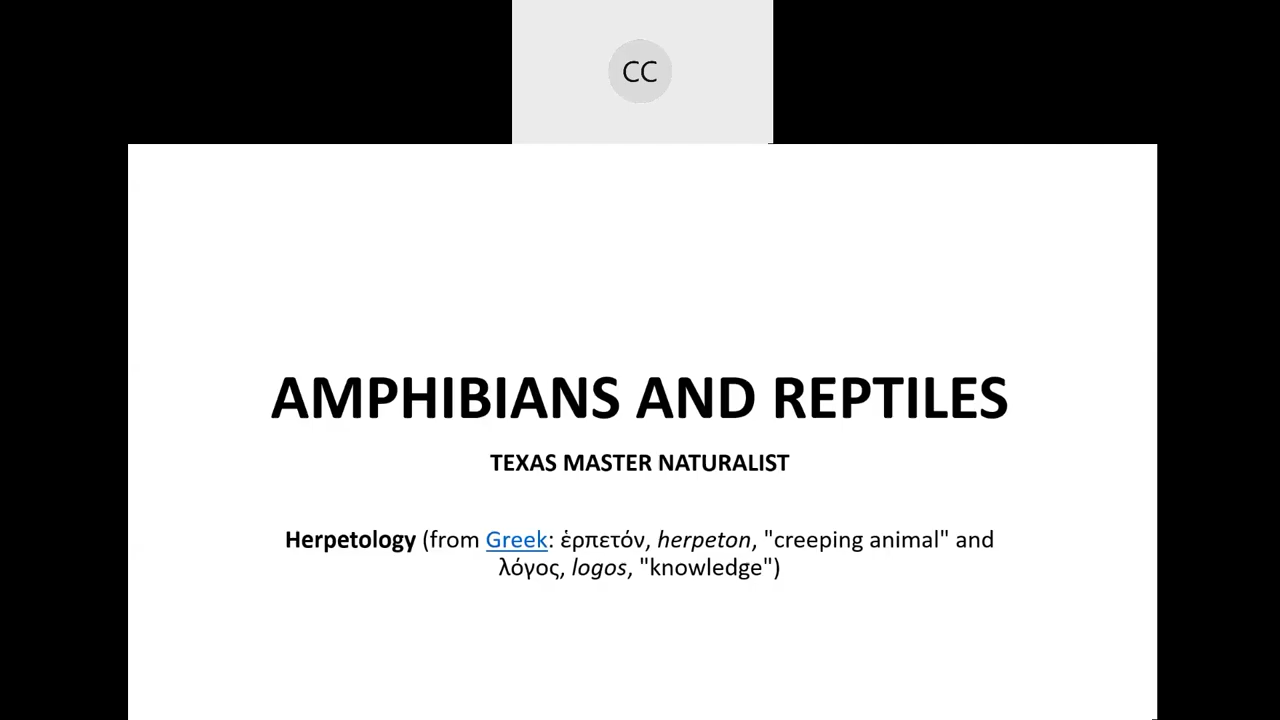 CC
AMPHIBIANS AND REPTILES
TEXAS MASTER NATURALIST
Herpetology (from Greek: ἑρπετόν, herpeton, "creeping animal" and
λόγος, logos, "knowledge")